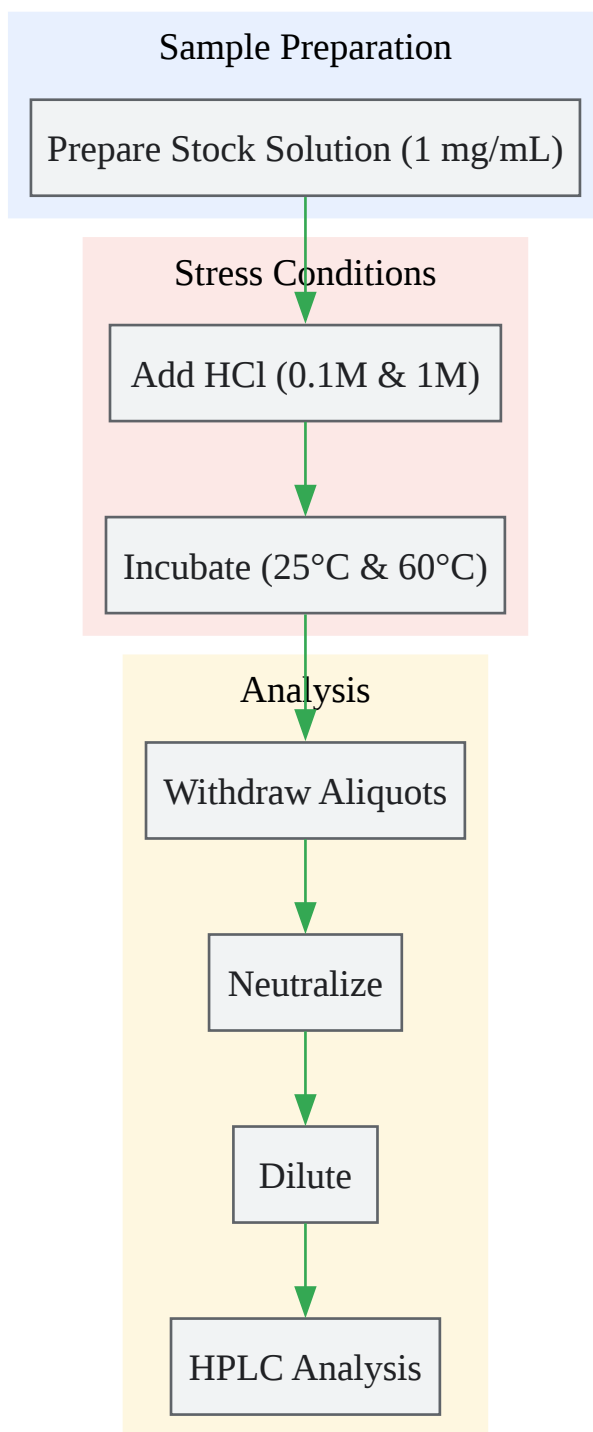 Sample Preparation
Prepare Stock Solution (1 mg/mL)
Stress Conditions
Add HCl (0.1M & 1M)
Incubate (25°C & 60°C)
Analysis
Withdraw Aliquots
Neutralize
Dilute
HPLC Analysis